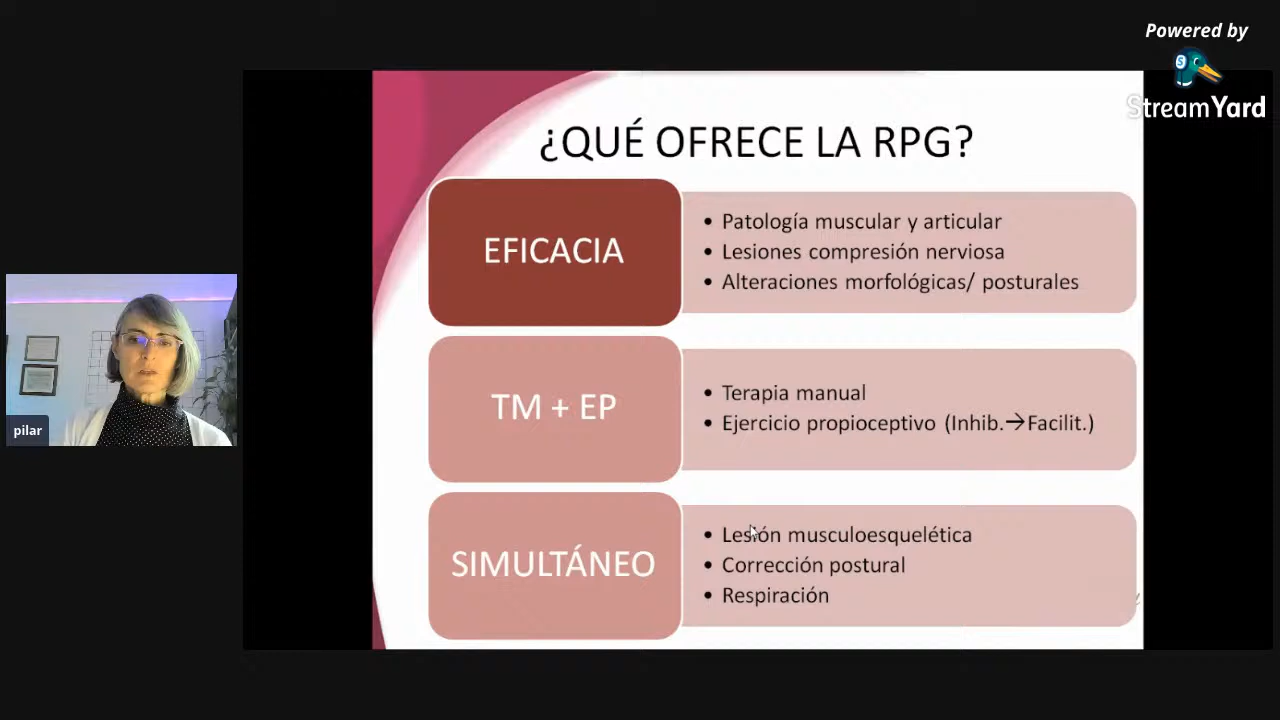 Powered by
StreamYard
¿QUÉ OFRECE LA RPG?
EFICACIA
• Patología muscular y articular
• Lesiones compresión nerviosa
• Alteraciones morfológicas/ posturales
TM + EP
• Terapia manual
• Ejercicio propioceptivo (Inhib.→Facilit.)
SIMULTÁNEO
• Lesión musculoesquelética
• Corrección postural
• Respiración
pilar